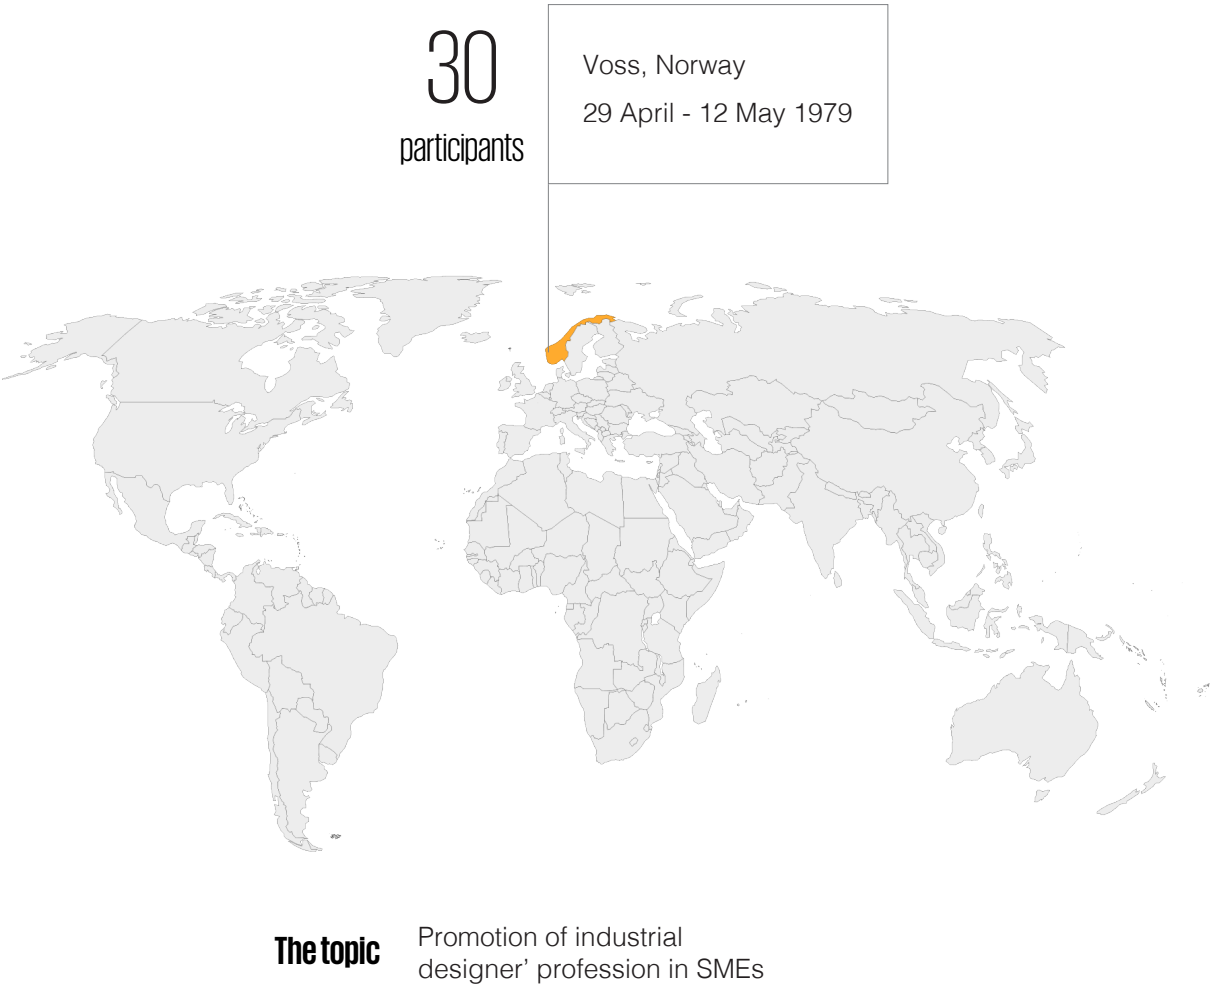 30
participants
Voss, Norway
29 April - 12 May 1979
The topic
Promotion of industrial
designer’ profession in SMEs